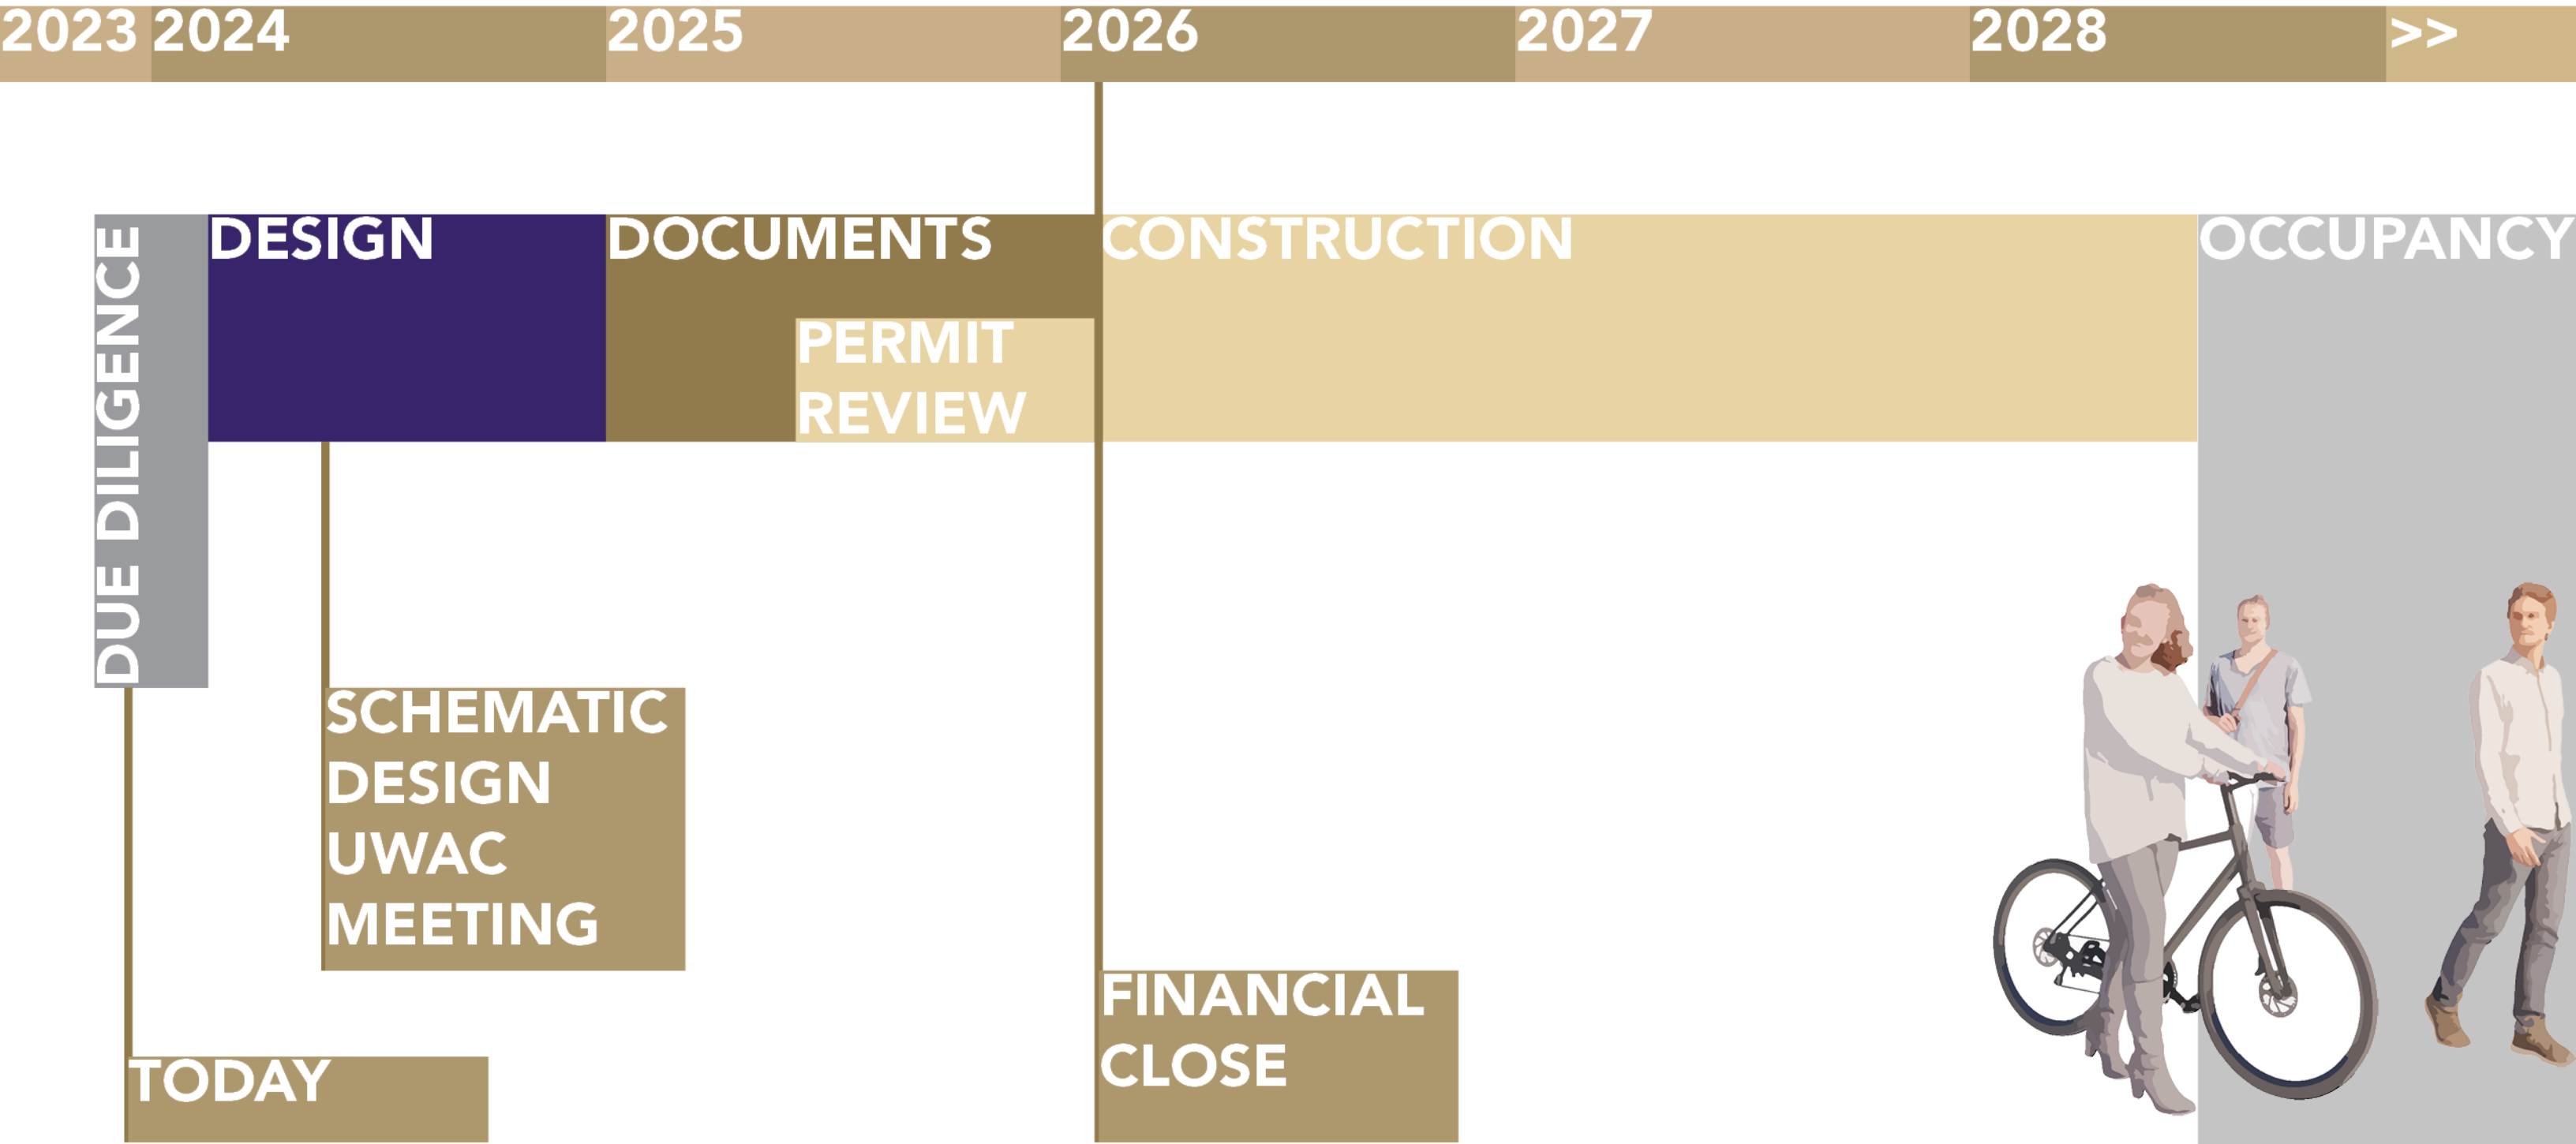 2023 2024 2025 2026 2027 2028 >>
DUE DILIGENCE
DESIGN
DOCUMENTS
CONSTRUCTION
OCCUPANCY
PERMIT
REVIEW
SCHEMATIC
DESIGN
UWAC
MEETING
FINANCIAL
CLOSE
TODAY